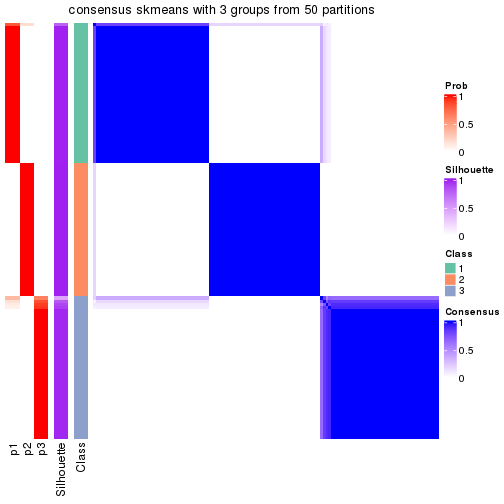 consensus skmeans with 3 groups from 50 partitions
Prob
1
0.5
0
Silhouette
1
0.5
0
Class
1
2
3
Consensus
1
0.5
0
p1
p2
p3
Silhouette
Class